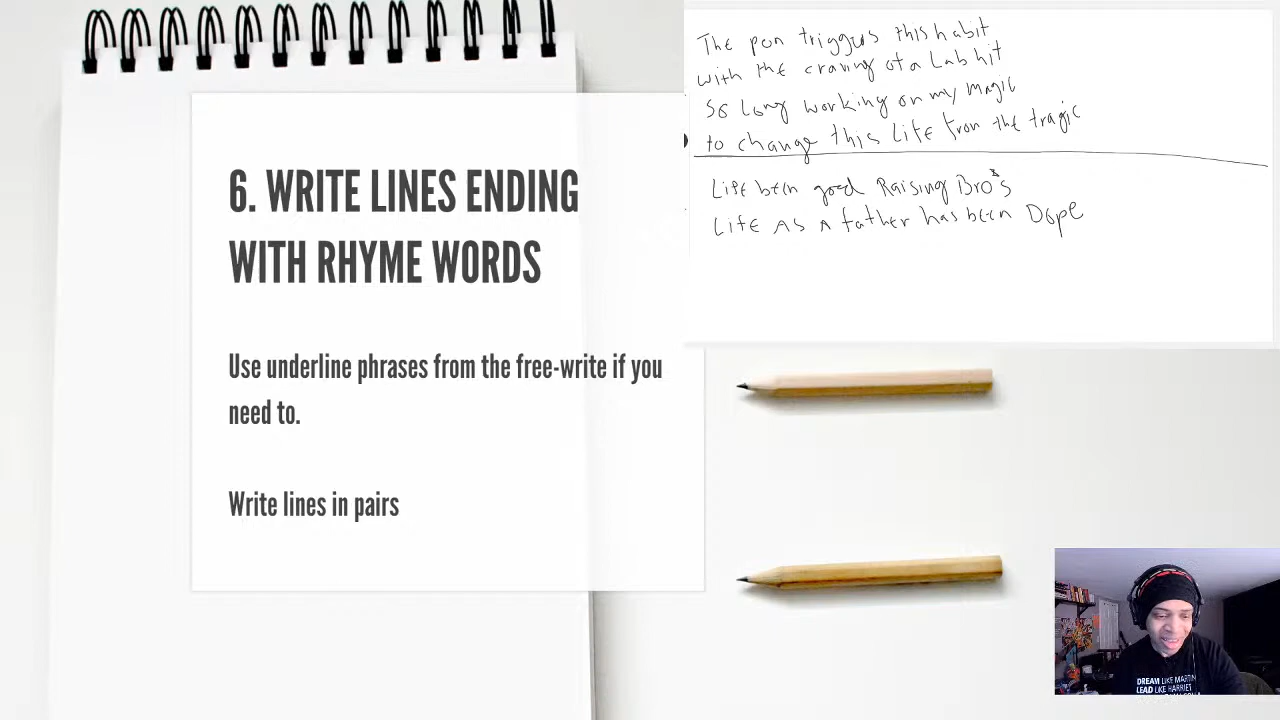 6. WRITE LINES ENDING
WITH RHYME WORDS
Use underline phrases from the free-write if you
need to.
Write lines in pairs
The pen triggers this habit
with the craving of a Lab hit
So Long working on my magic
to change this Life from the tragic
Life been good Raising Bro's
Life As A father has been Dope
DREAM LIKE MARTIN
LEAD LIKE HARRIET